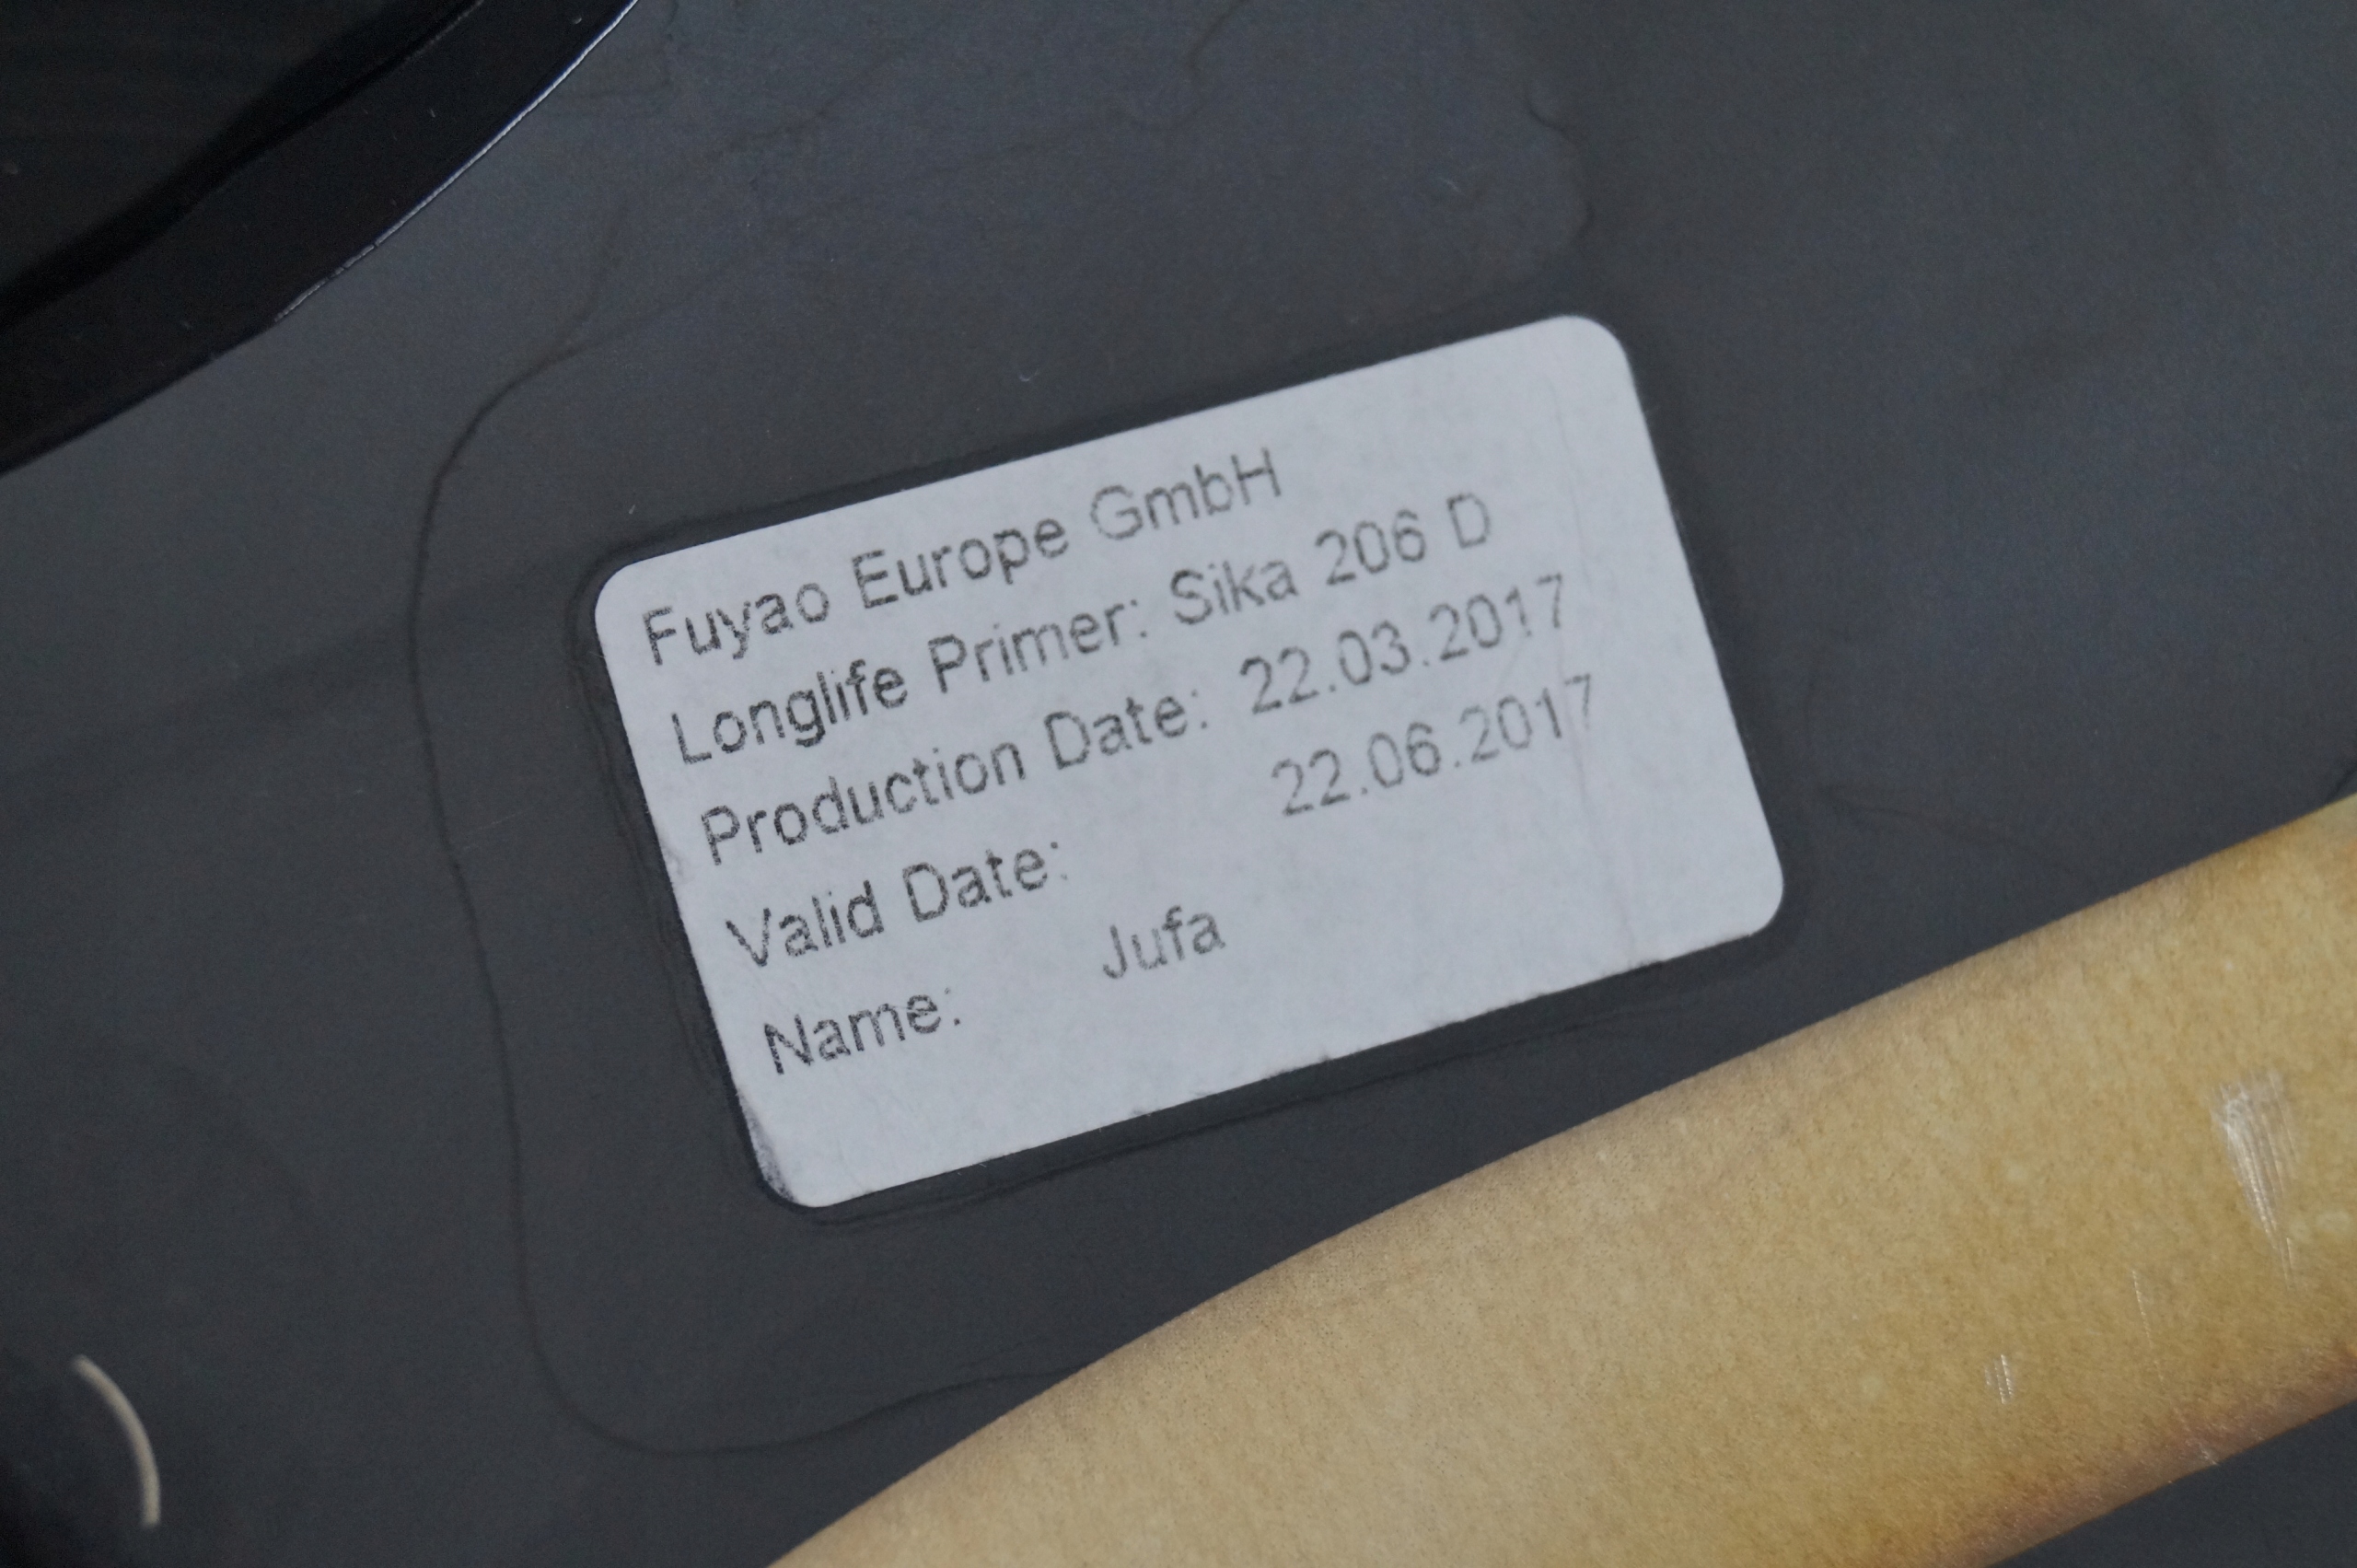 Fuyao Europe GmbH
Longlife Primer: Sika 206 D
Production Date: 22.03.2017
Valid Date: 22.06.2017
Name: Jufa